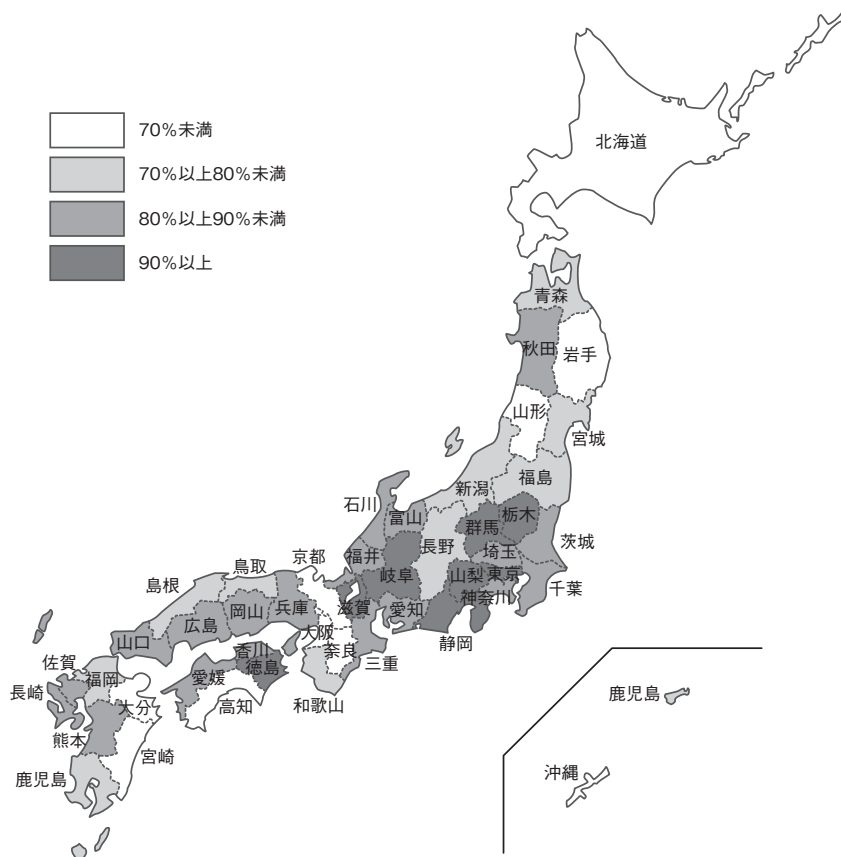 70%未満
70%以上80%未満
80%以上90%未満
90%以上
北海道
青森
秋田
岩手
山形
宮城
新潟
福島
石川
富山
群馬
栃木
福井
長野
埼玉
茨城
岐阜
山梨
東京
千葉
神奈川
静岡
愛知
滋賀
京都
鳥取
島根
兵庫
岡山
広島
山口
大阪
奈良
三重
和歌山
香川
徳島
愛媛
高知
佐賀
福岡
長崎
大分
熊本
宮崎
鹿児島
鹿児島
沖縄